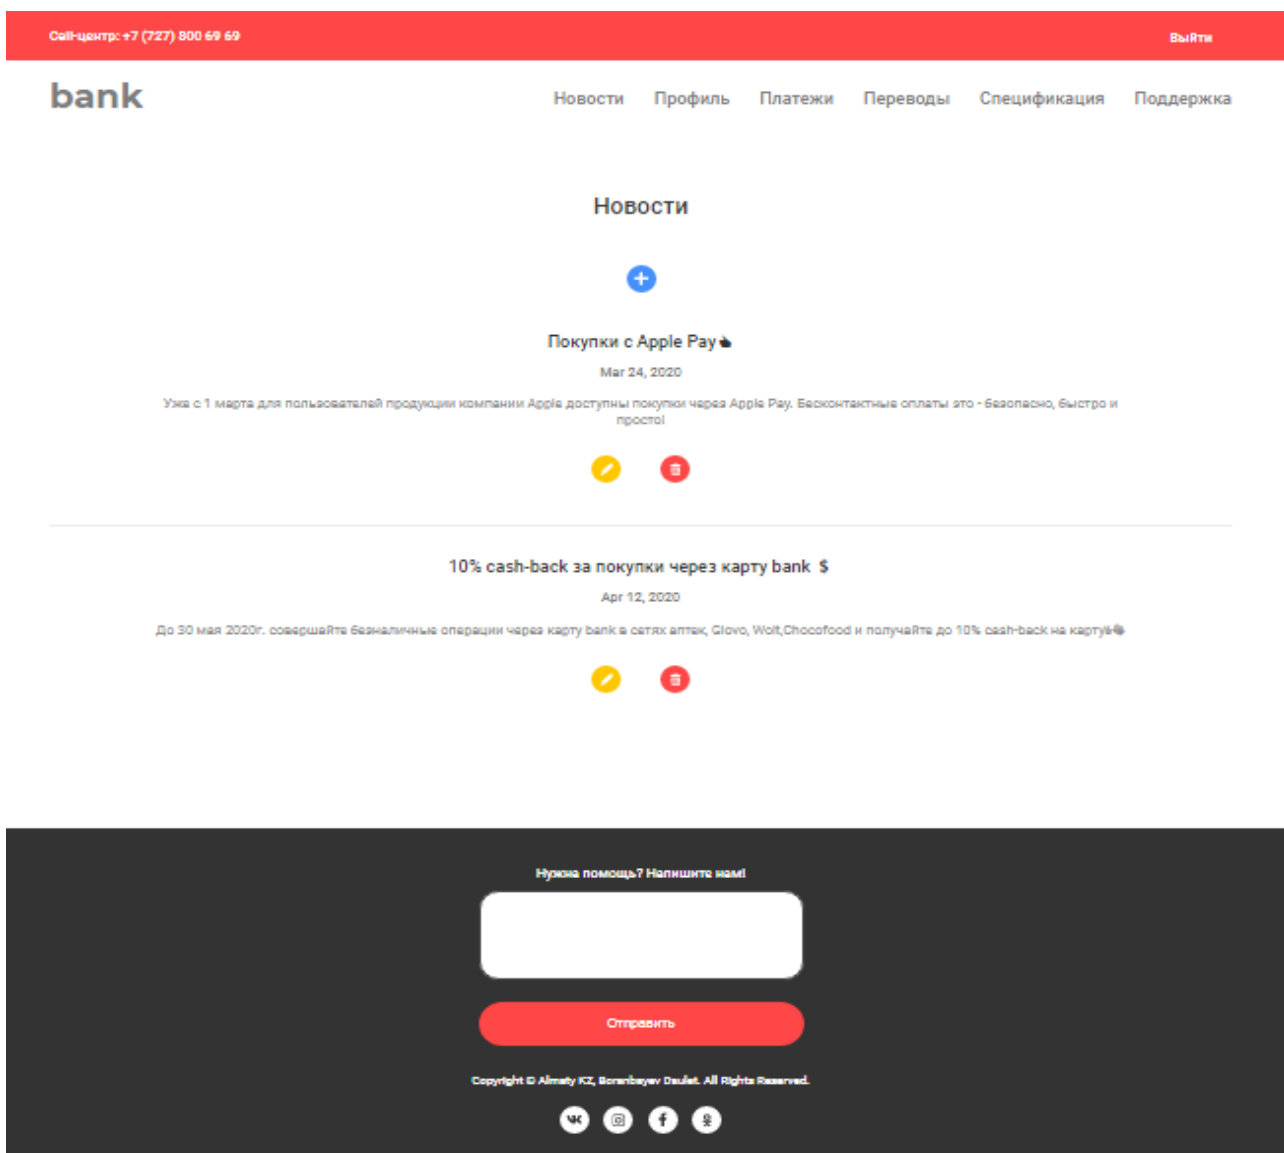 Call-центр: +7 (727) 800 69 69
Выйти
bank
Новости Профиль Платежи Переводы Спецификация Поддержка
Новости
Покупки с Apple Pay
Mar 24, 2020
Уже с 1 марта для пользователей продукции компании Apple доступны покупки через Apple Pay. Бесконтактные оплаты это - безопасно, быстро и
просто!
10% cash-back за покупки через карту bank $
Apr 12, 2020
До 30 мая 2020г. совершайте безналичные операции через карту bank в сетях аптек, Glovo, Wolt,Chocofood и получайте до 10% cash-back на карту
Нужна помощь? Напишите нам!
Отправить
Copyright © Almaty KZ, Boranbayev Daulet. All Rights Reserved.